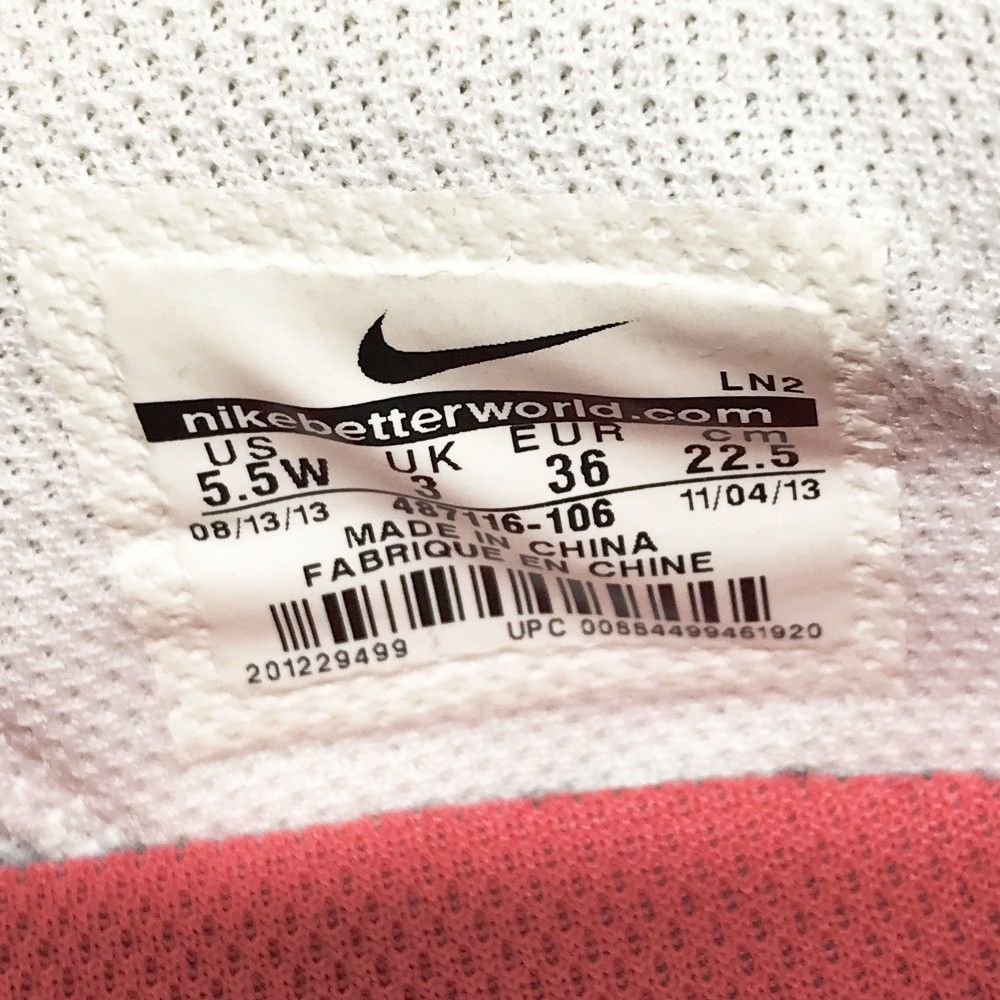 LN2
nikebetterworld.com
US UK EUR cm
5.5W 3 36 22.5
08/13/13 487116-106 11/04/13
MADE IN CHINA
FABRIQUE EN CHINE
201229499 UPC 00884499461920